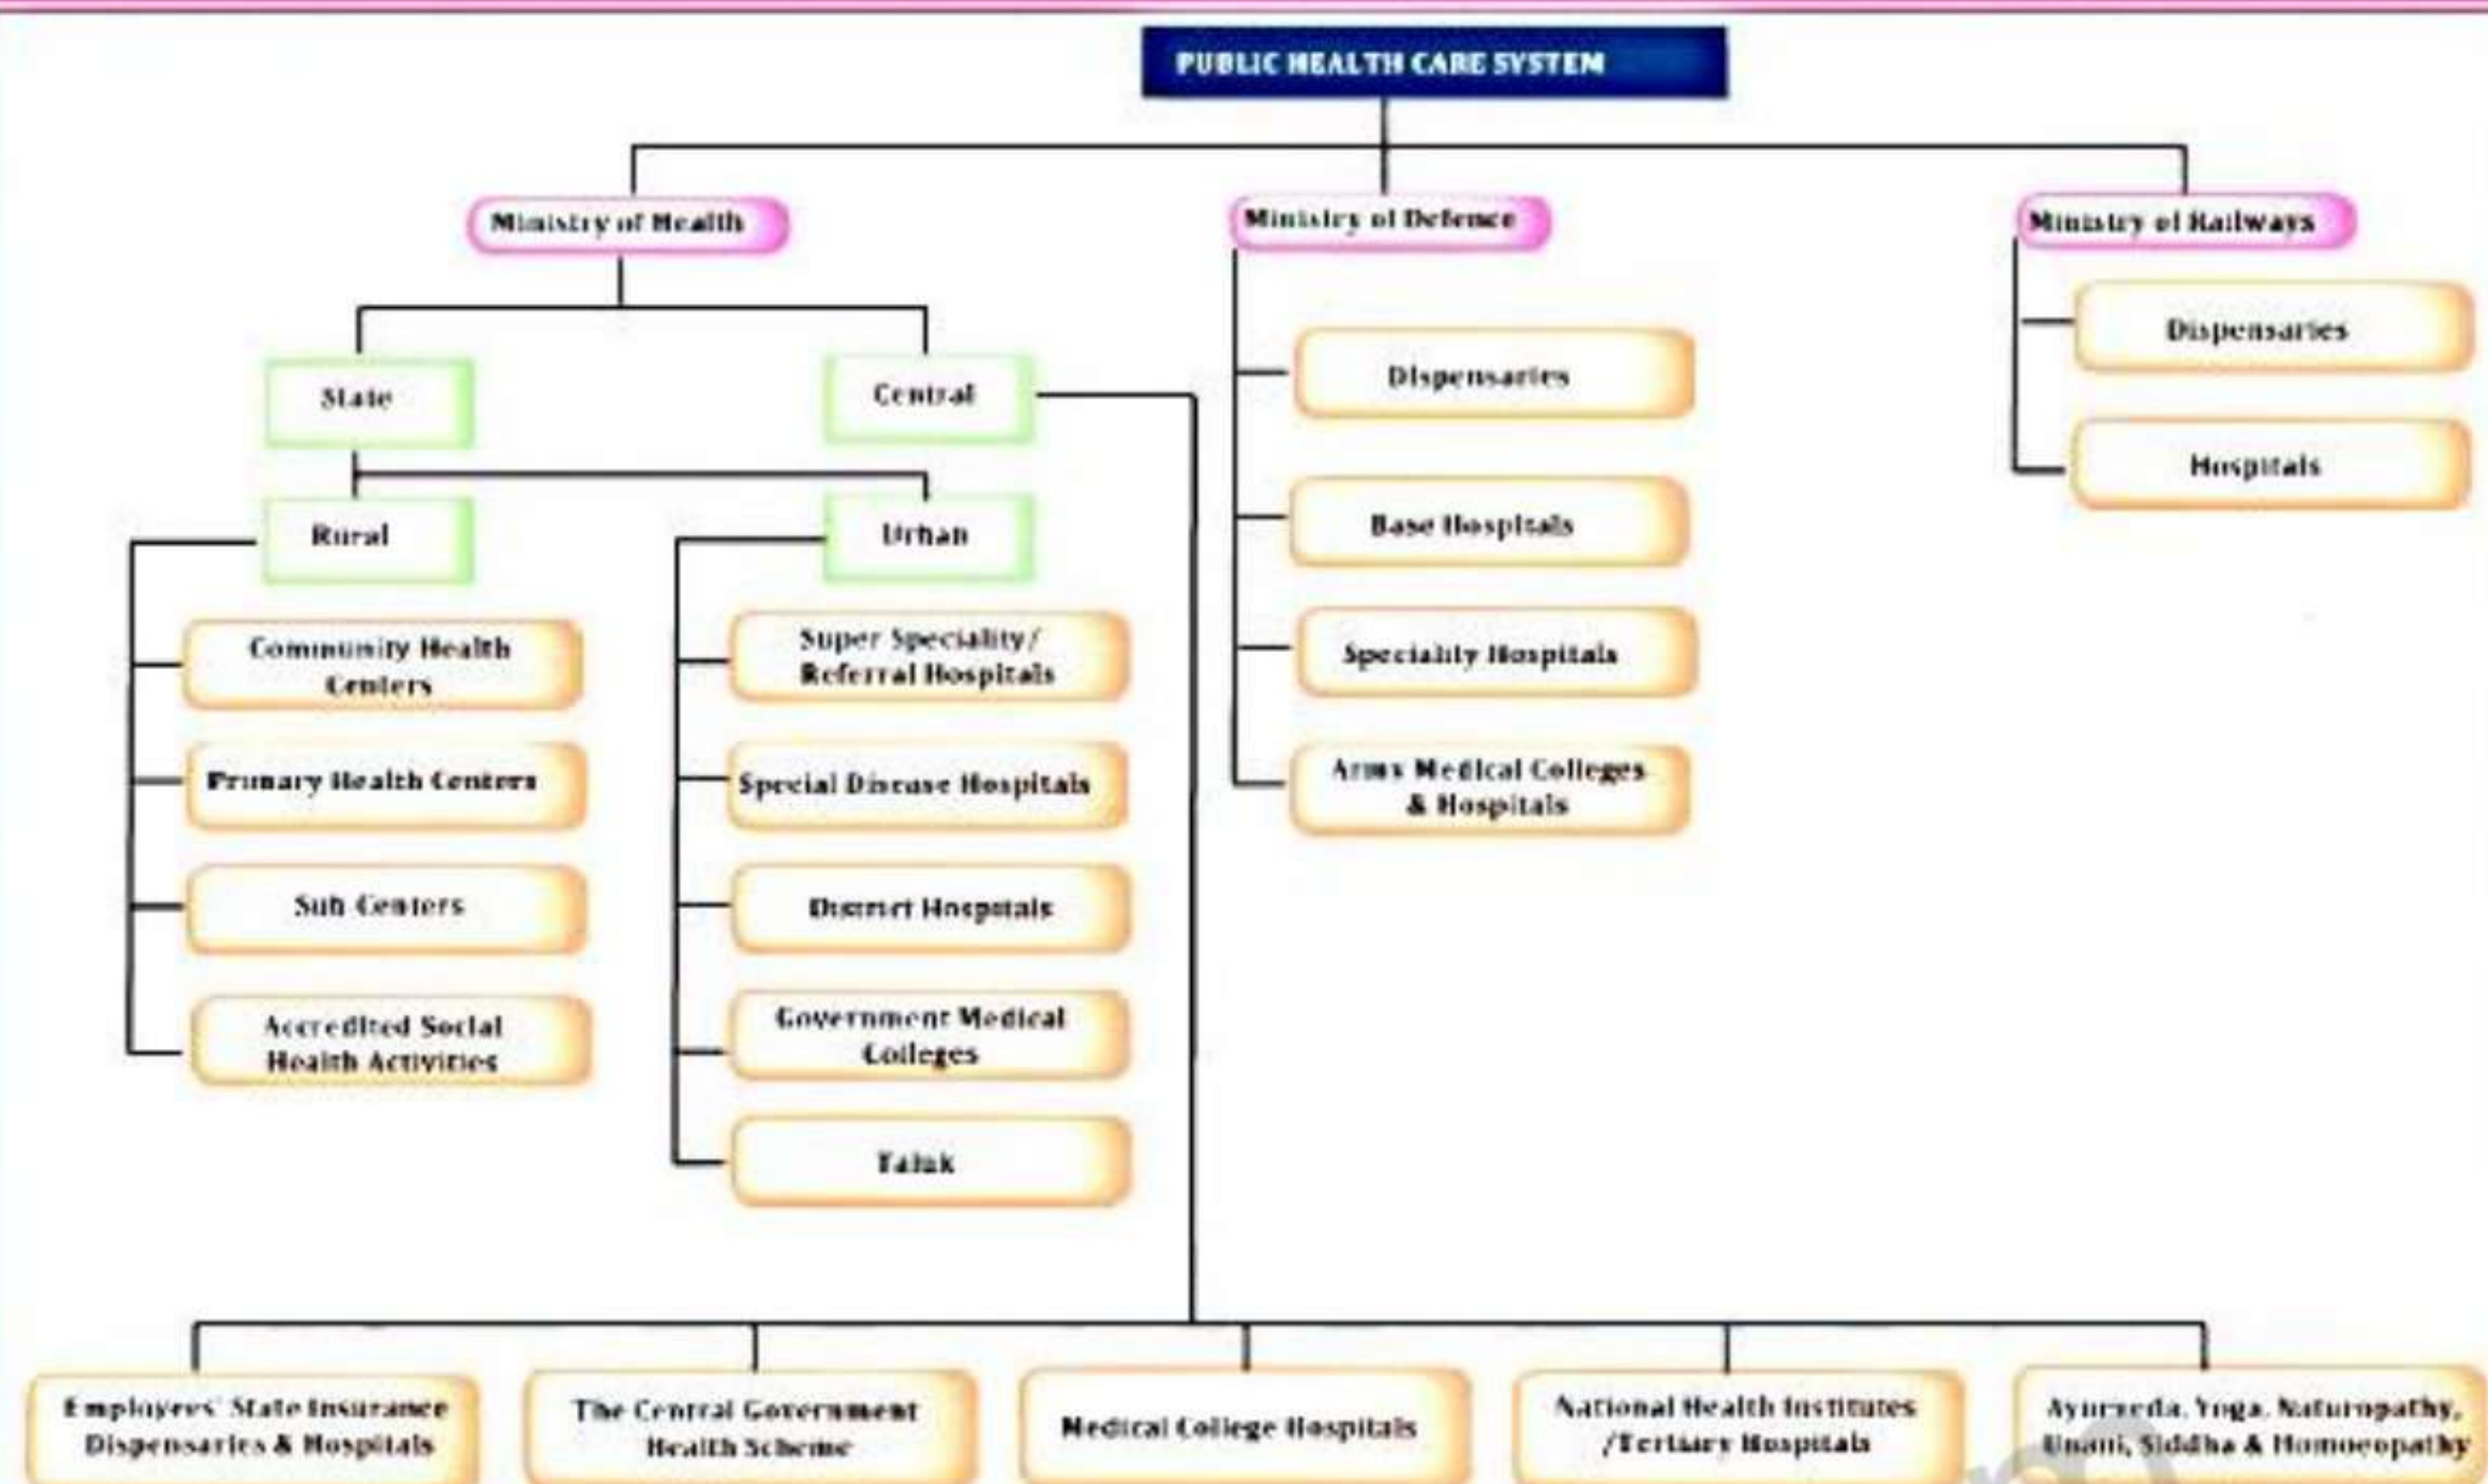 PUBLIC HEALTH CARE SYSTEM
Ministry of Health
Ministry of Defence
Ministry of Railways
State
Central
Rural
Urban
Community Health
Centers
Primary Health Centers
Sub Centers
Accredited Social
Health Activities
Super Speciality/
Referral Hospitals
Special Disease Hospitals
District Hospitals
Government Medical
Colleges
Taluk
Dispensaries
Base Hospitals
Speciality Hospitals
Arms Medical Colleges
& Hospitals
Dispensaries
Hospitals
Employees' State Insurance
Dispensaries & Hospitals
The Central Government
Health Scheme
Medical College Hospitals
National Health Institutes
/Tertiary Hospitals
Ayurveda, Yoga, Naturopathy,
Unani, Siddha & Homoeopathy